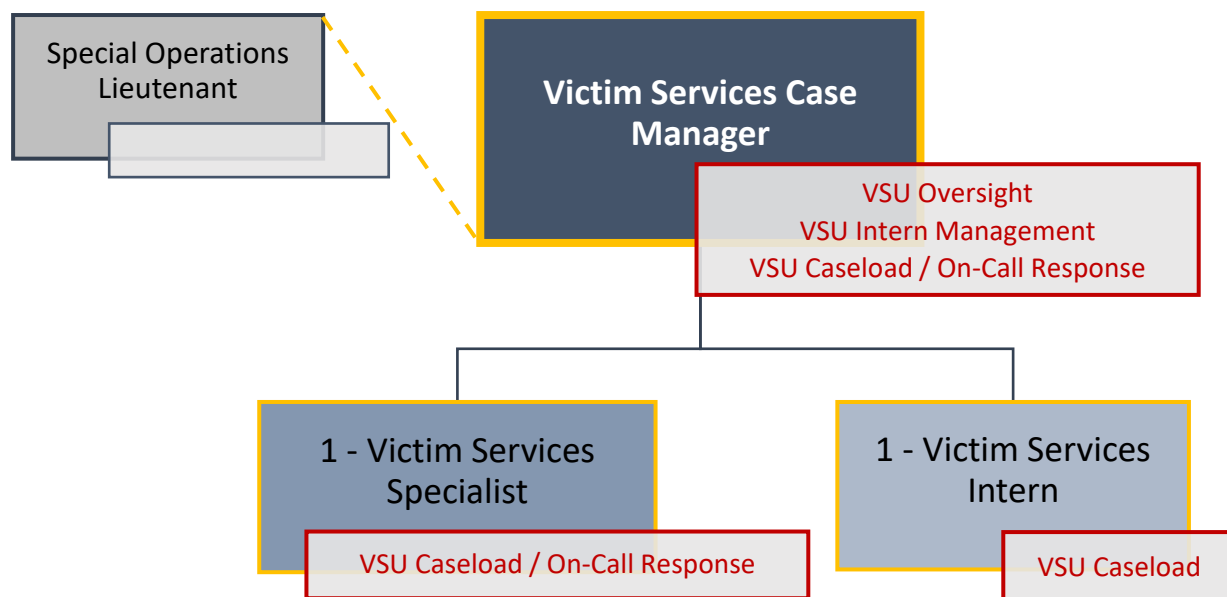 Special Operations
Lieutenant
Victim Services Case
Manager
VSU Oversight
VSU Intern Management
VSU Caseload / On-Call Response
1 - Victim Services
Specialist
VSU Caseload / On-Call Response
1 - Victim Services
Intern
VSU Caseload